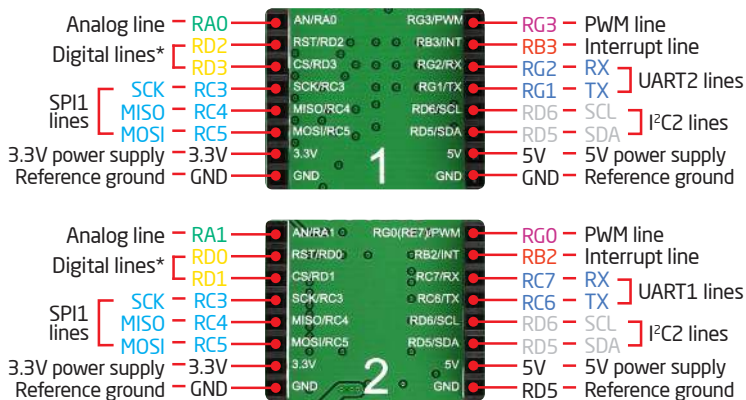 Analog line – RA0 AN/RA0 RG3/PWM RG3 – PWM line
Digital lines* RD2 RST/RD2 RB3/INT RB3 – Interrupt line
RD3 CS/RD3 RG2/RX RG2 – RX UART2 lines
SPI1 lines SCK – RC3 SCK/RC3 RG1/TX RG1 – TX
MISO – RC4 MISO/RC4 RD6/SCL RD6 – SCL I²C2 lines
MOSI – RC5 MOSI/RC5 RD5/SDA RD5 – SDA
3.3V power supply – 3.3V 3.3V 5V 5V – 5V power supply
Reference ground – GND GND 1 GND GND – Reference ground
Analog line – RA1 AN/RA1 RG0(RE7)/PWM RG0 – PWM line
Digital lines* RD0 RST/RD0 RB2/INT RB2 – Interrupt line
RD1 CS/RD1 RC7/RX RC7 – RX UART1 lines
SPI1 lines SCK – RC3 SCK/RC3 RC6/TX RC6 – TX
MISO – RC4 MISO/RC4 RD6/SCL RD6 – SCL I²C2 lines
MOSI – RC5 MOSI/RC5 RD5/SDA RD5 – SDA
3.3V power supply – 3.3V 3.3V 5V 5V – 5V power supply
Reference ground – GND GND 2 GND RD5 – Reference ground